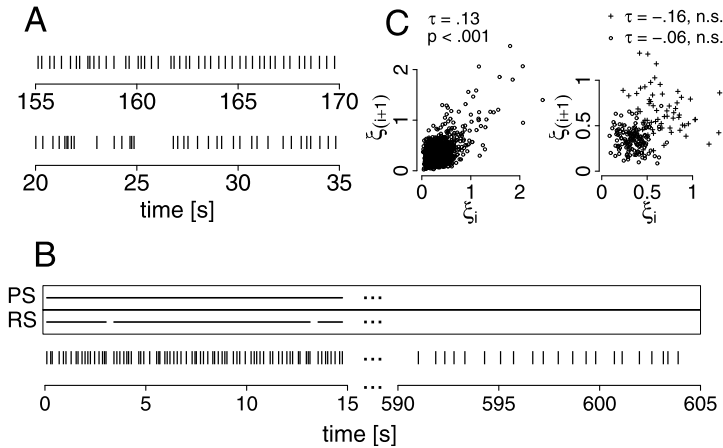 A
155 160 165 170
20 25 30 35
time [s]
C
τ = .13
p < .001
ξ(i+1)
0 1 2
0 1 2
ξi
+ τ = −.16, n.s.
∘ τ = −.06, n.s.
ξ(i+1)
0 0.5 1
0 0.5 1
ξi
B
PS ...
RS
...
...
0 5 10 15 590 595 600 605
time [s]